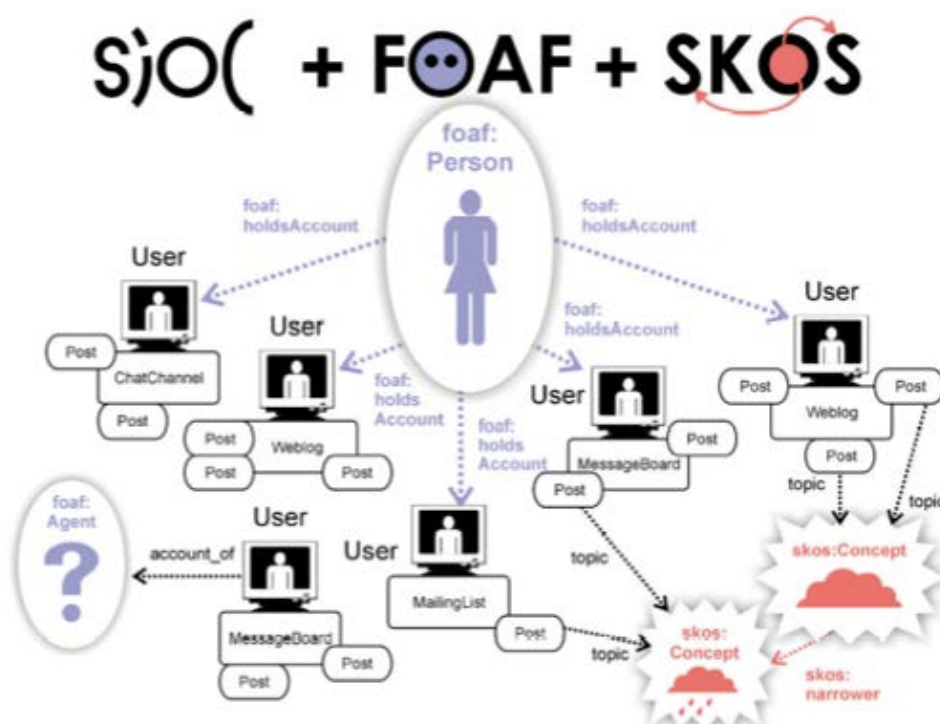 SIOC + FOAF + SKOS
foaf:
Person
foaf:
holdsAccount
foaf:
holdsAccount
User
Post
ChatChannel
Post
User
Post
Weblog
Post
Post
foaf:
holds
Account
foaf:
holds
Account
foaf:
holdsAccount
User
Post
MessageBoard
Post
User
Post
Post
Weblog
Post
topic
topic
foaf:
Agent
?
account_of
User
MessageBoard
Post
Post
User
MailingList
Post
topic
topic
skos:Concept
skos:
Concept
skos:
narrower